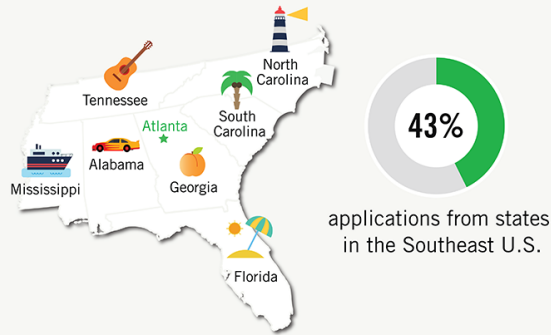 North
Carolina
Tennessee
South
Carolina
Atlanta
Alabama
Mississippi
Georgia
Florida
43%
applications from states
in the Southeast U.S.